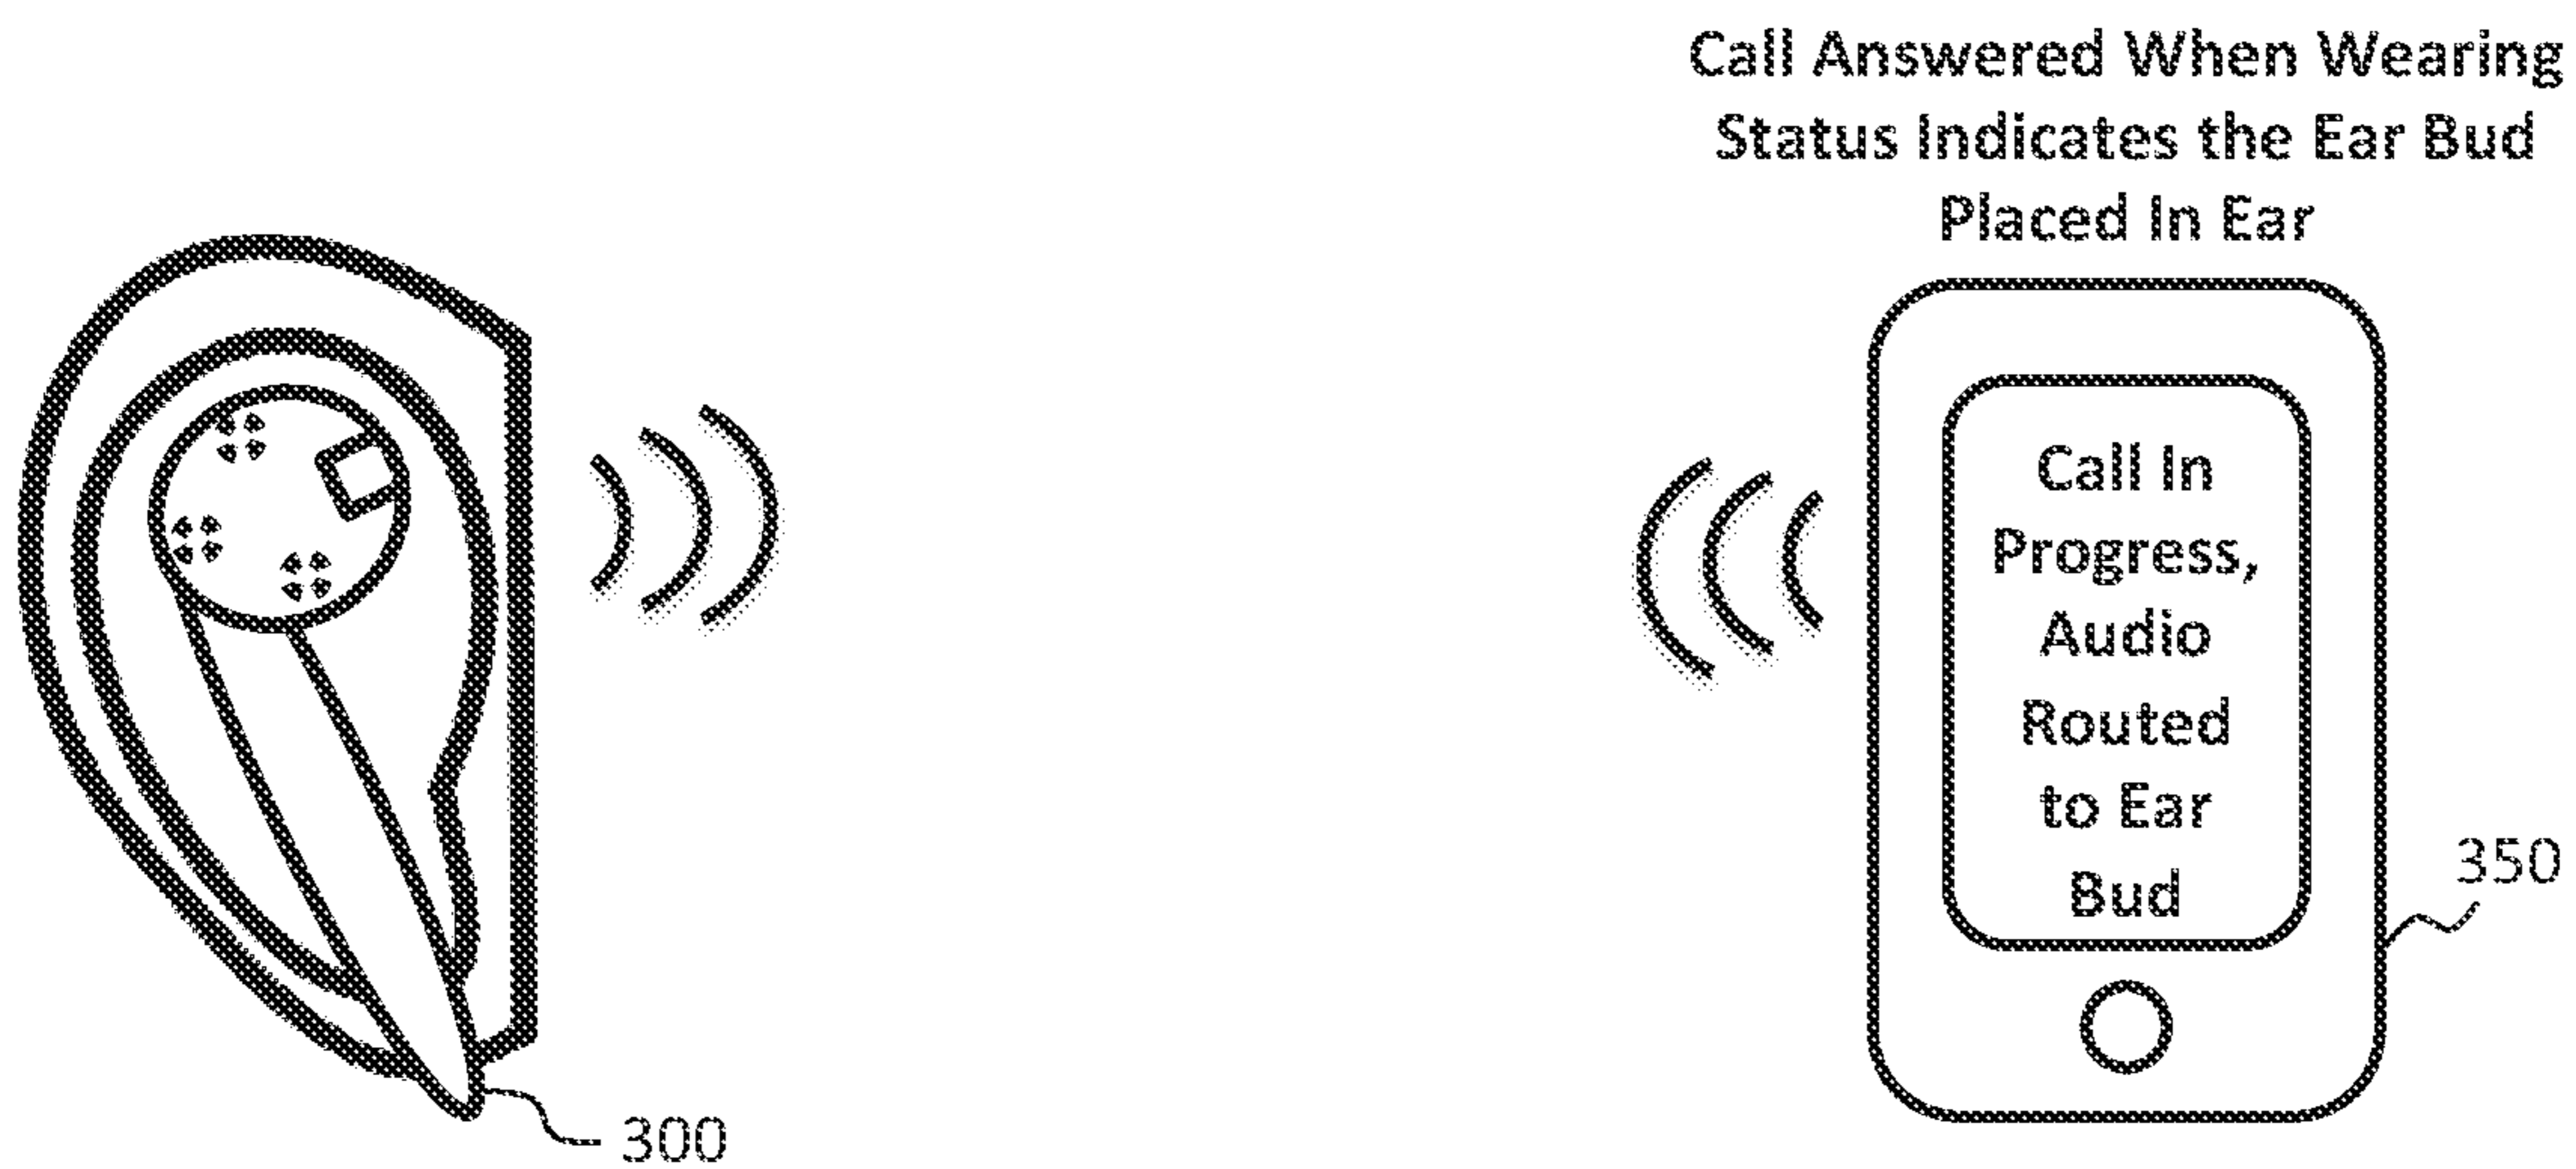 Call Answered When Wearing
Status Indicates the Ear Bud
Placed In Ear
Call In
Progress,
Audio
Routed
to Ear
Bud
350
300